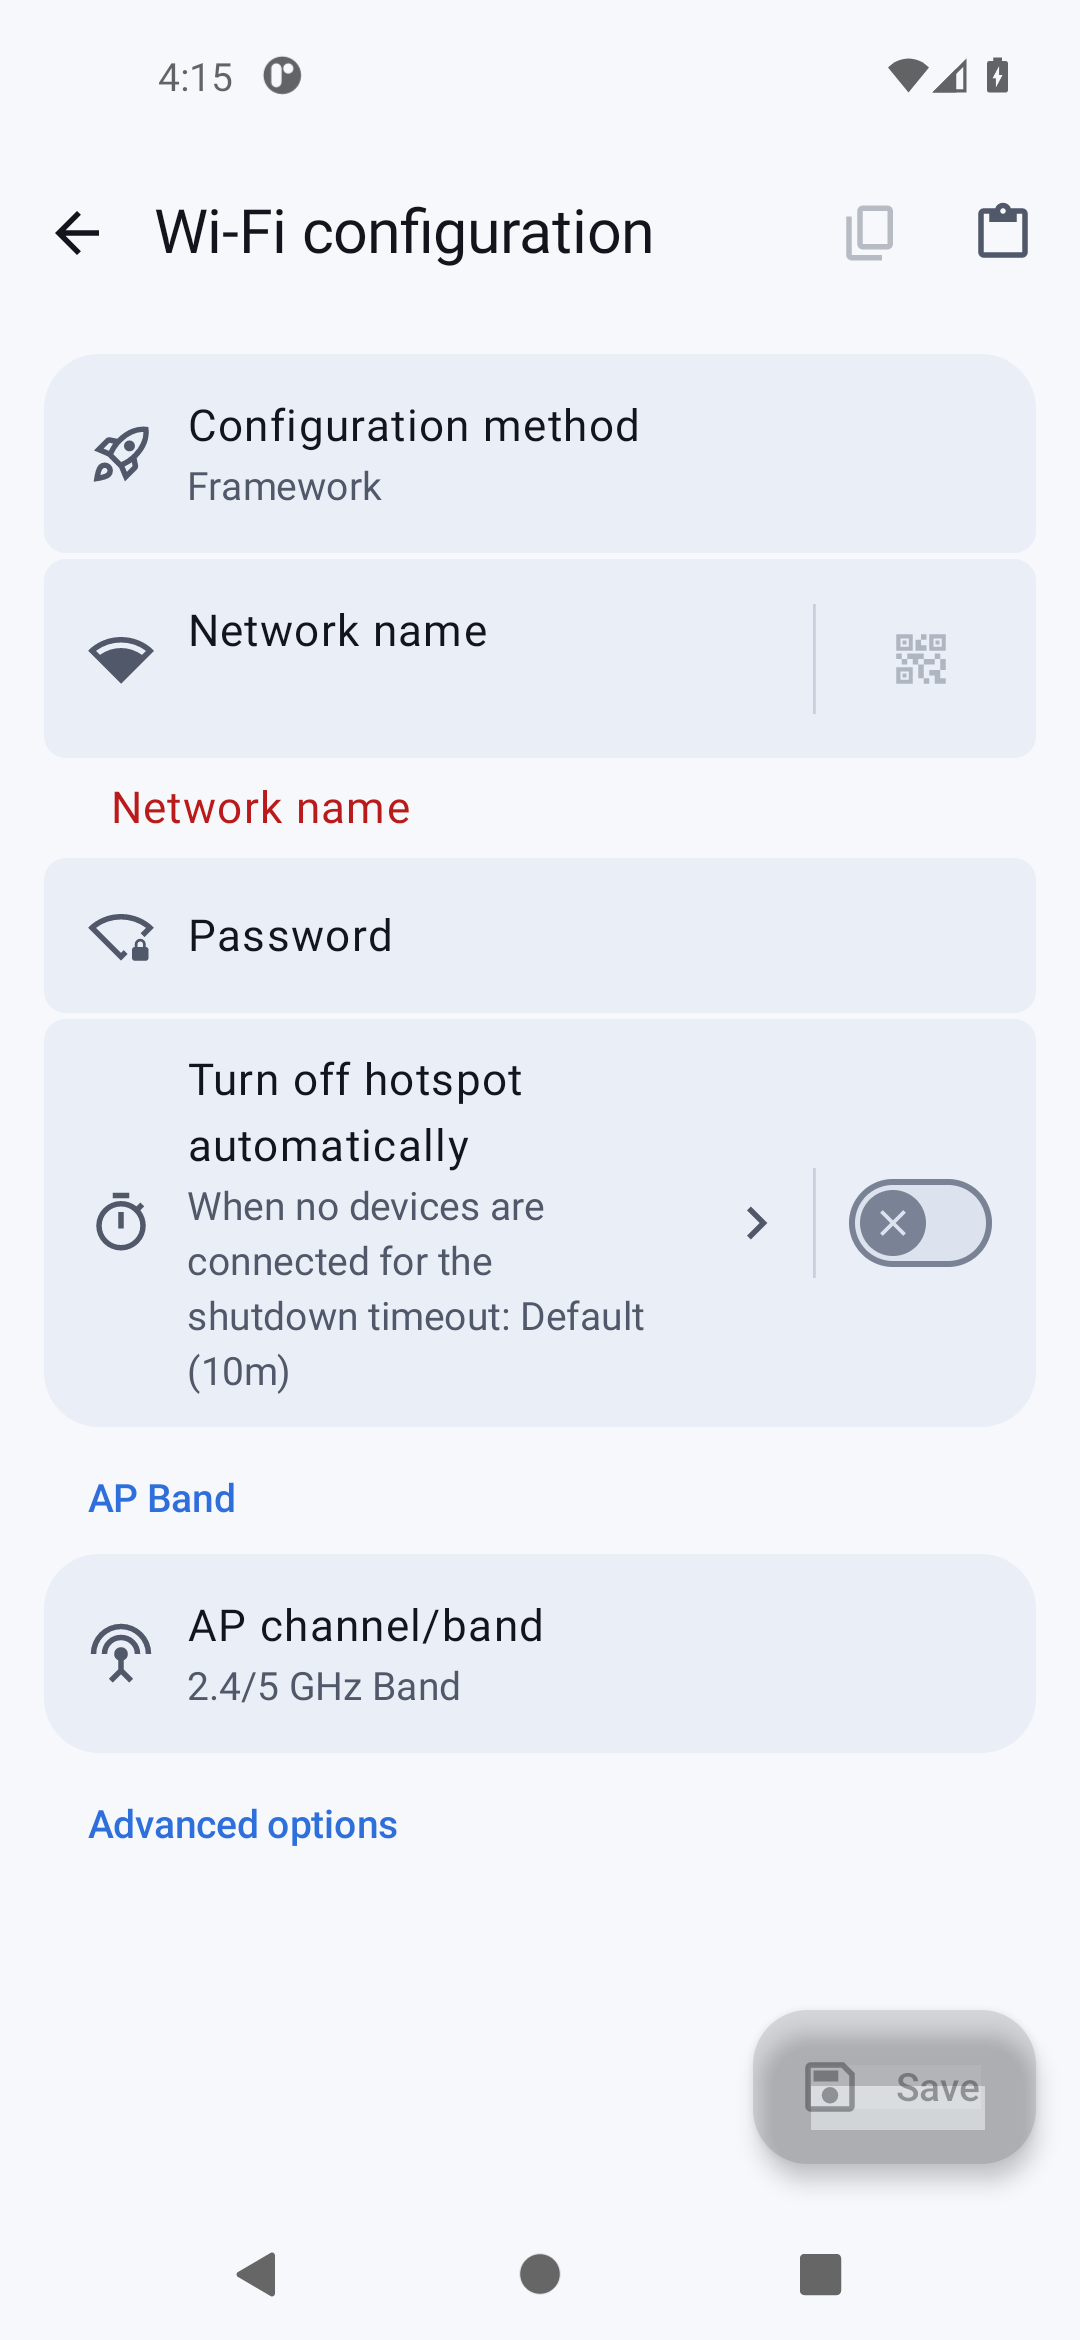 4:15
Wi-Fi configuration
Configuration method
Framework
Network name
Network name
Password
Turn off hotspot
automatically
When no devices are
connected for the
shutdown timeout: Default
(10m)
AP Band
AP channel/band
2.4/5 GHz Band
Advanced options
Save